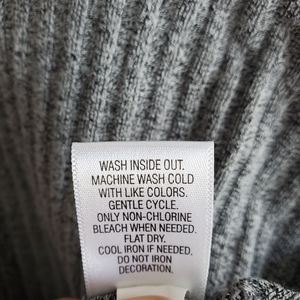 WASH INSIDE OUT.
MACHINE WASH COLD
WITH LIKE COLORS.
GENTLE CYCLE.
ONLY NON-CHLORINE
BLEACH WHEN NEEDED.
FLAT DRY.
COOL IRON IF NEEDED.
DO NOT IRON
DECORATION.